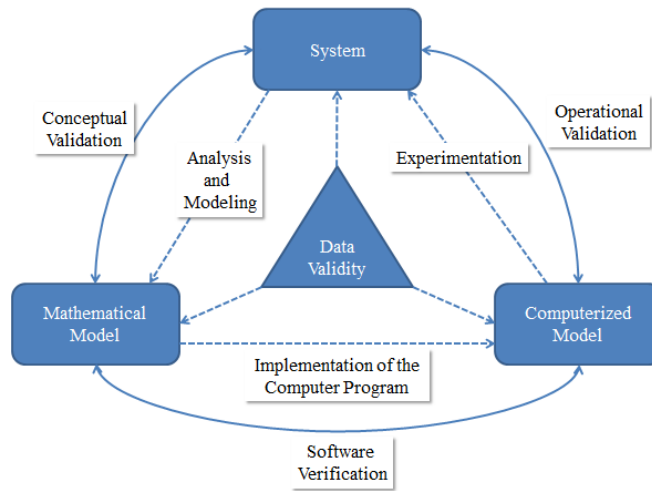 System
Conceptual
Validation
Operational
Validation
Analysis
and
Modeling
Experimentation
Data
Validity
Mathematical
Model
Computerized
Model
Implementation of the
Computer Program
Software
Verification